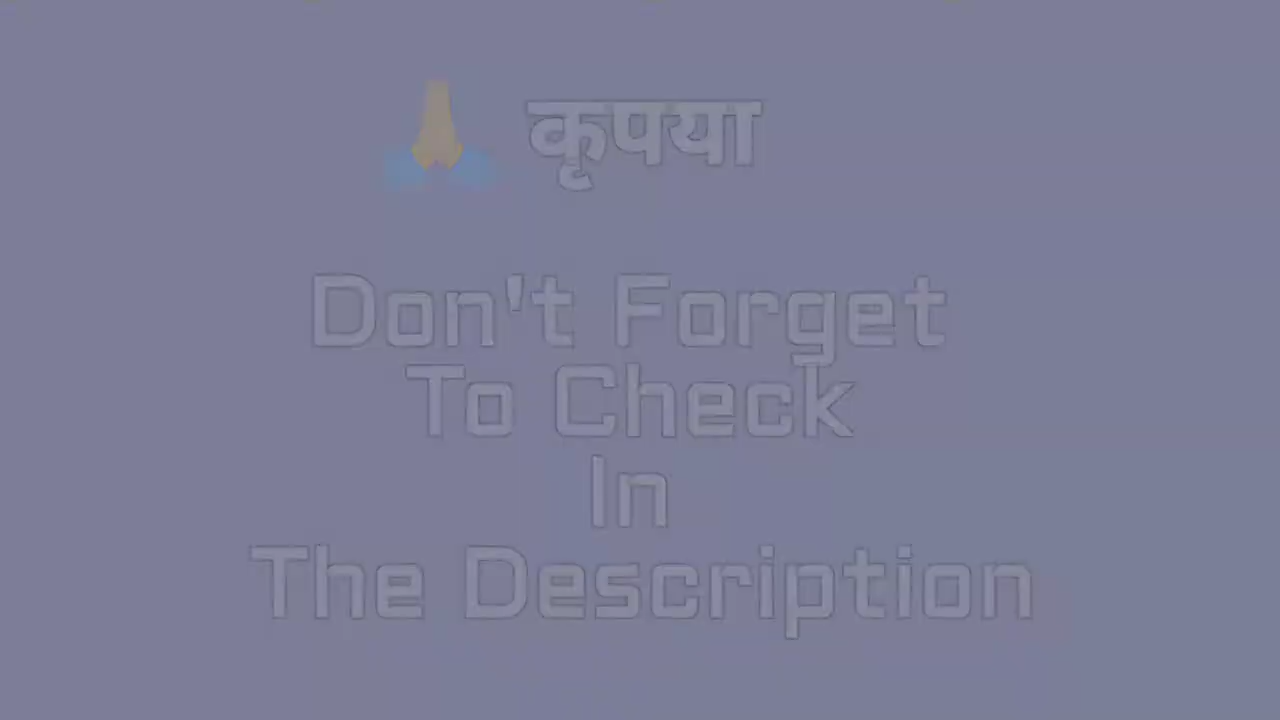 🙏 कृपया
Don't Forget
To Check
In
The Description